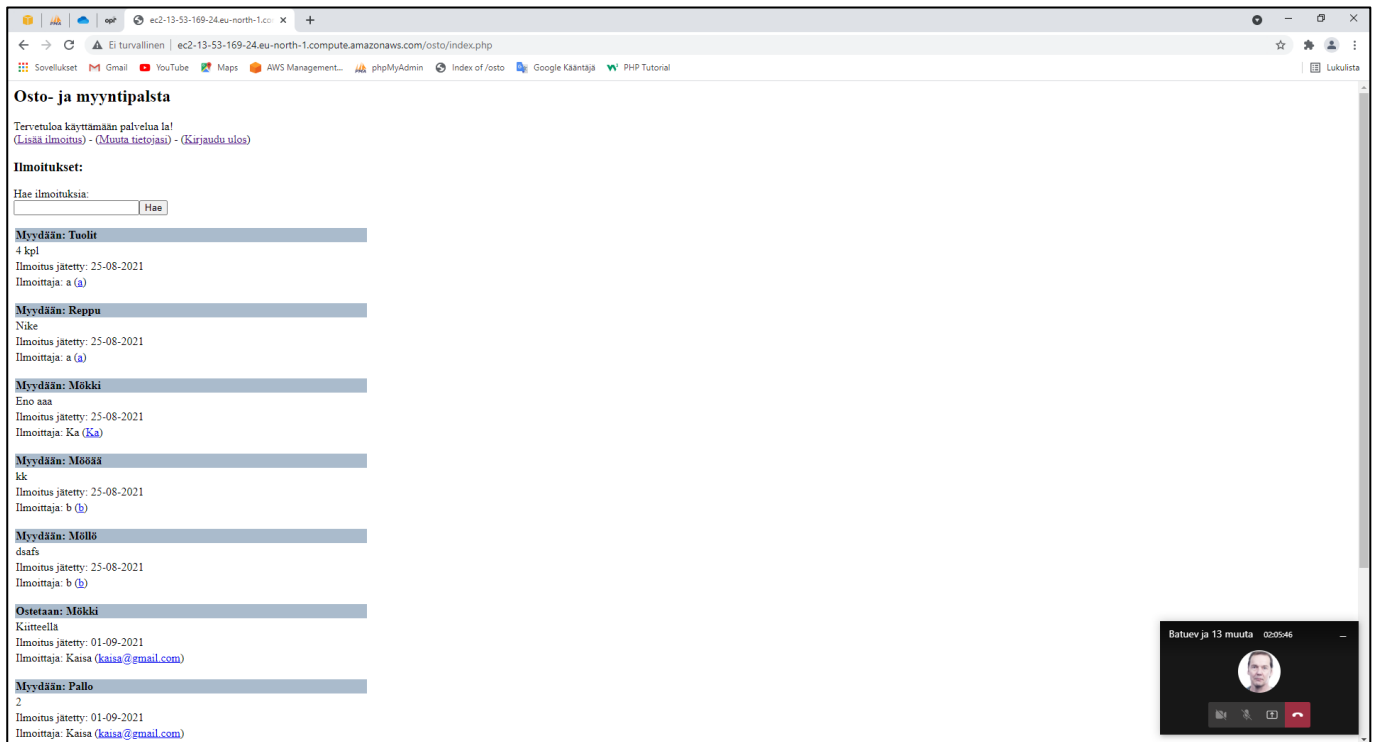 oph
ec2-13-53-169-24.eu-north-1.co
Ei turvallinen | ec2-13-53-169-24.eu-north-1.compute.amazonaws.com/osto/index.php
Sovellukset Gmail YouTube Maps AWS Management... phpMyAdmin Index of /osto Google Kääntäjä PHP Tutorial Lukulista
Osto- ja myyntipalsta
Tervetuloa käyttämään palvelua la!
(Lisää ilmoitus) - (Muuta tietojasi) - (Kirjaudu ulos)
Ilmoitukset:
Hae ilmoituksia:
Hae
Myydään: Tuolit
4 kpl
Ilmoitus jätetty: 25-08-2021
Ilmoittaja: a (a)
Myydään: Reppu
Nike
Ilmoitus jätetty: 25-08-2021
Ilmoittaja: a (a)
Myydään: Mökki
Eno aaa
Ilmoitus jätetty: 25-08-2021
Ilmoittaja: Ka (Ka)
Myydään: Mööää
kk
Ilmoitus jätetty: 25-08-2021
Ilmoittaja: b (b)
Myydään: Möllö
dsafs
Ilmoitus jätetty: 25-08-2021
Ilmoittaja: b (b)
Ostetaan: Mökki
Kiitteellä
Ilmoitus jätetty: 01-09-2021
Ilmoittaja: Kaisa (kaisa@gmail.com)
Myydään: Pallo
2
Ilmoitus jätetty: 01-09-2021
Ilmoittaja: Kaisa (kaisa@gmail.com)
Batuev ja 13 muuta 02:05:46